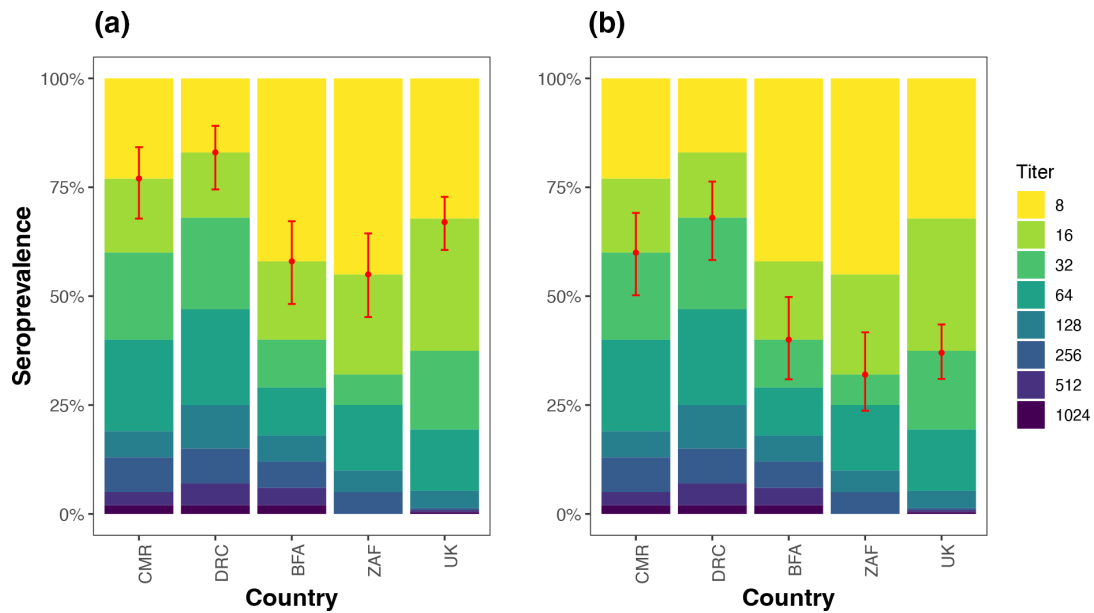 (a)
(b)
Seroprevalence
100%
75%
50%
25%
0%
CMR
DRC
BFA
ZAF
UK
Country
100%
75%
50%
25%
0%
CMR
DRC
BFA
ZAF
UK
Country
Titer
8
16
32
64
128
256
512
1024